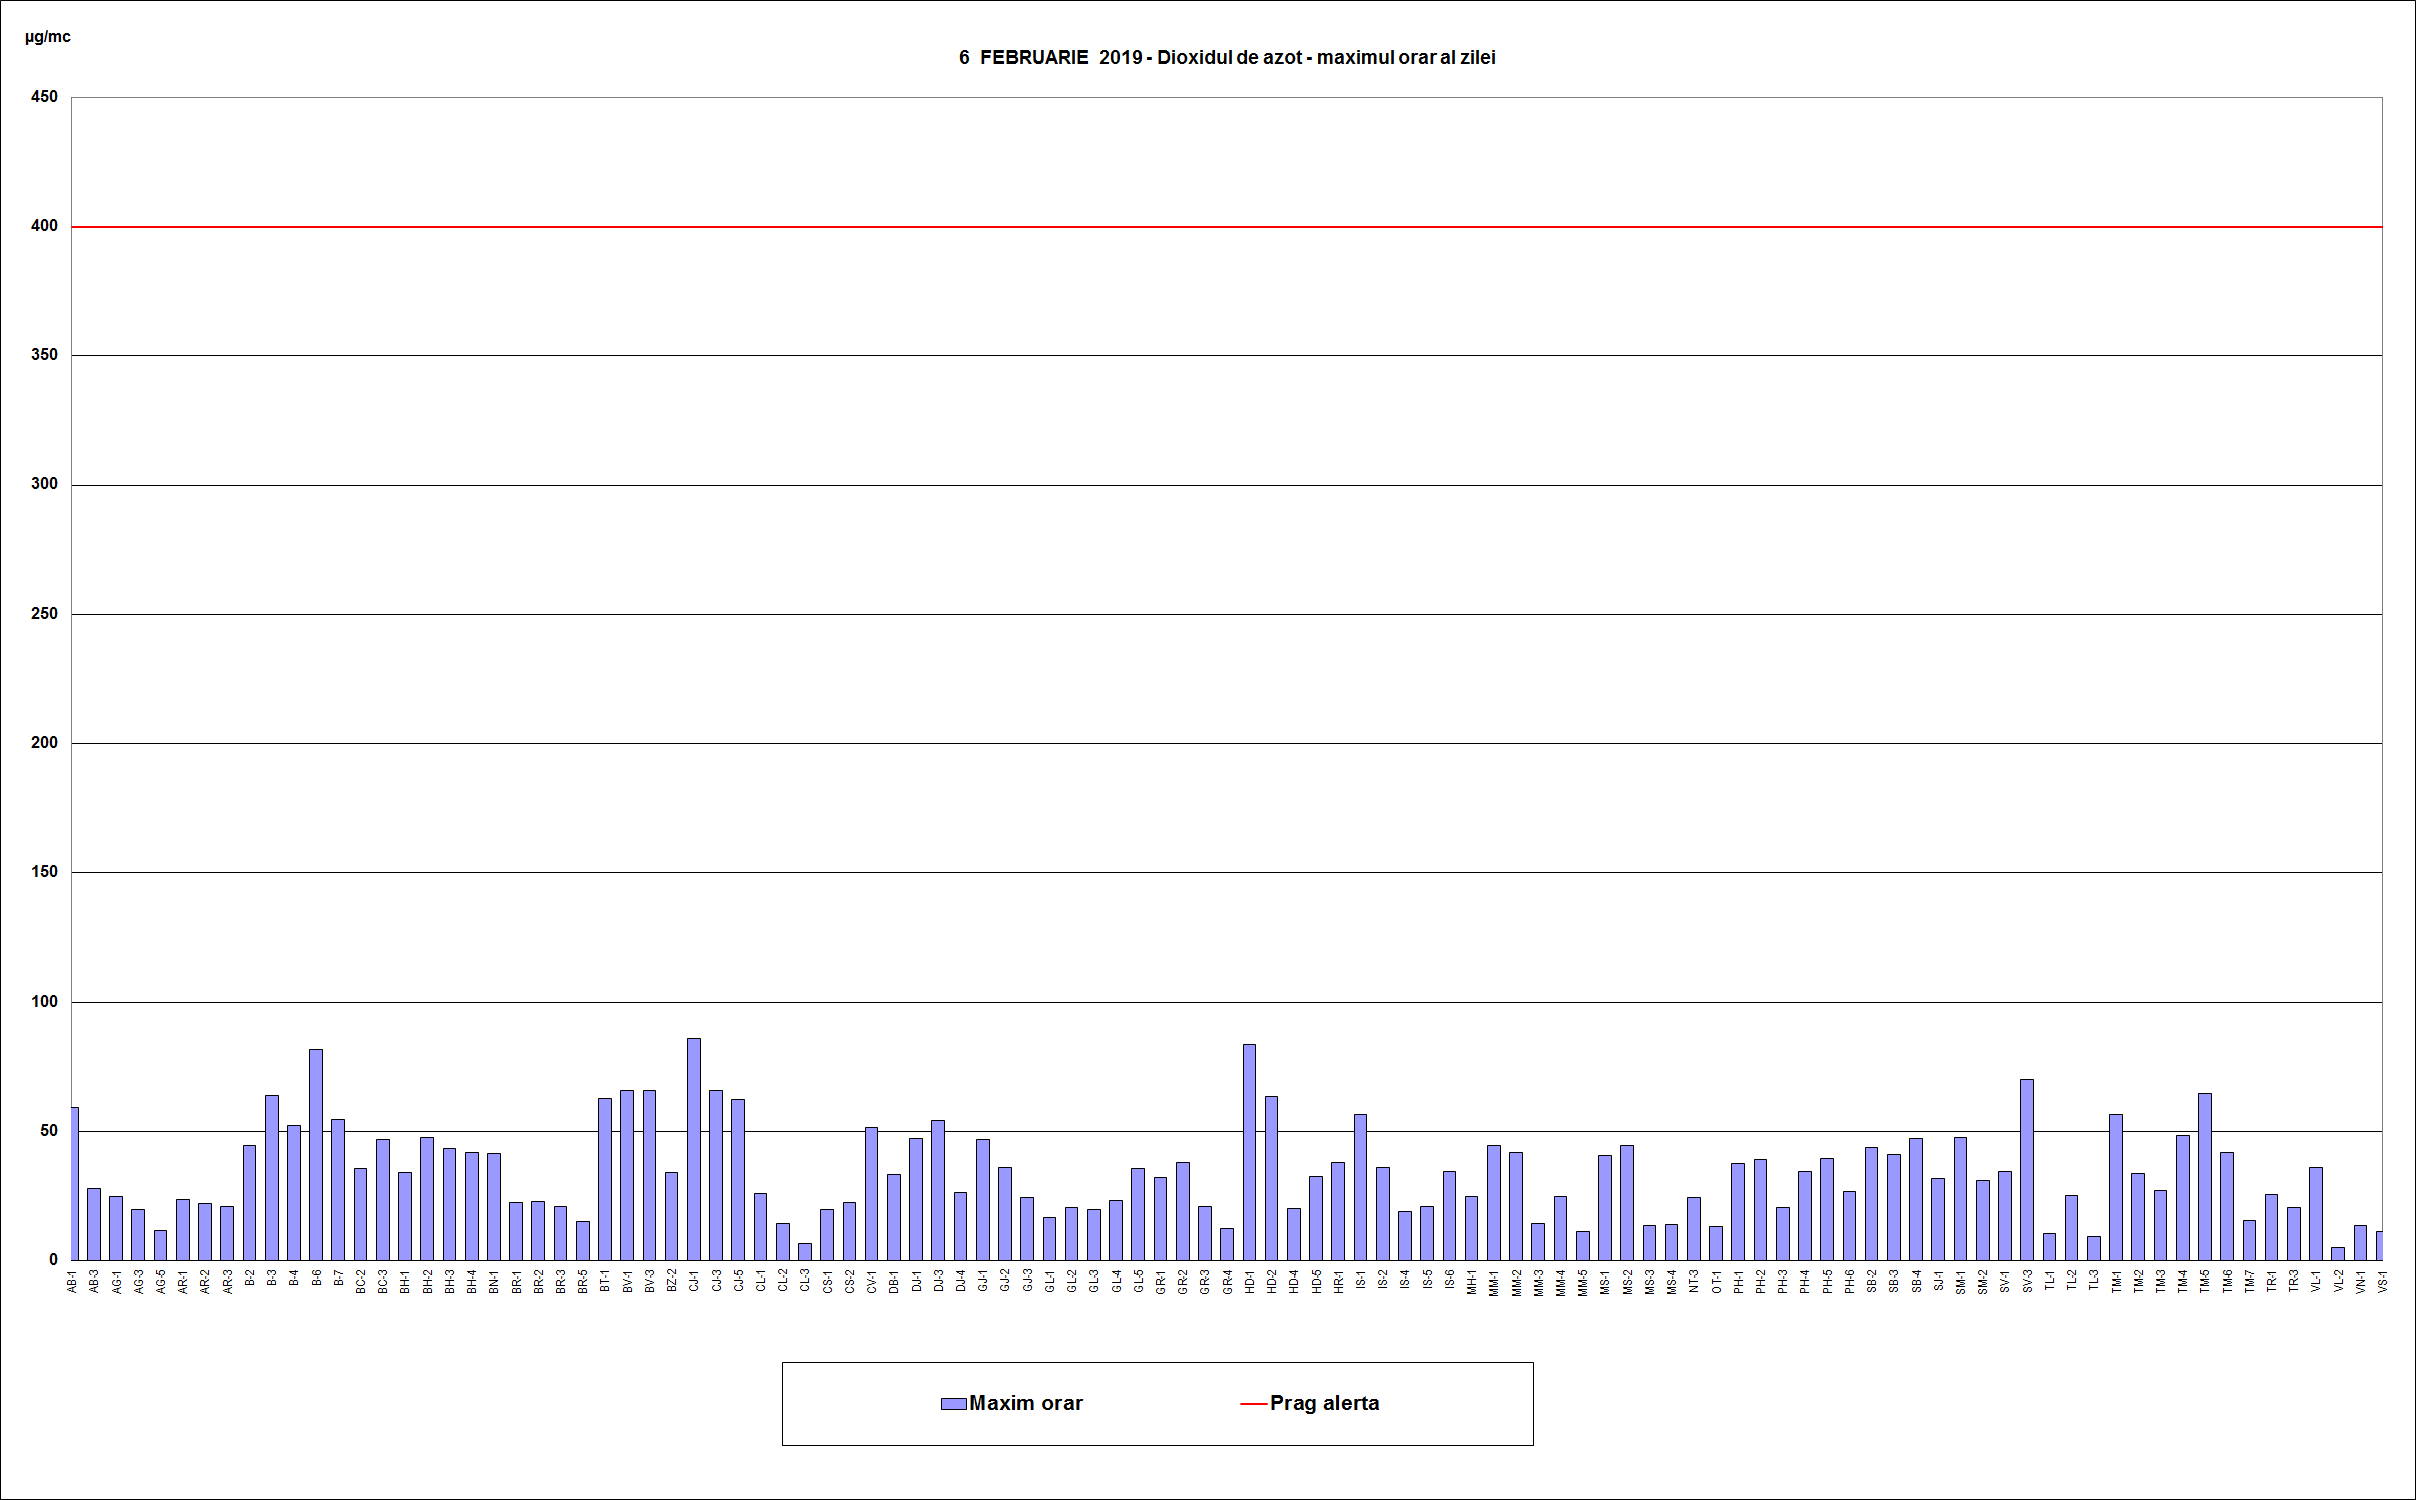 µg/mc
6 FEBRUARIE 2019 - Dioxidul de azot - maximul orar al zilei
450
400
350
300
250
200
150
100
50
0
AB-1 AB-3 AG-1 AG-3 AG-5 AR-1 AR-2 AR-3 B-2 B-3 B-4 B-6 B-7 BC-2 BC-3 BH-1 BH-2 BH-3 BH-4 BN-1 BR-1 BR-2 BR-3 BR-5 BT-1 BV-1 BV-3 BZ-2 CJ-1 CJ-3 CJ-5 CL-1 CL-2 CL-3 CS-1 CS-2 CV-1 DB-1 DJ-1 DJ-3 DJ-4 GJ-1 GJ-2 GJ-3 GL-1 GL-2 GL-3 GL-4 GL-5 GR-1 GR-2 GR-3 GR-4 HD-1 HD-2 HD-4 HD-5 HR-1 IS-1 IS-2 IS-4 IS-5 IS-6 MH-1 MM-1 MM-2 MM-3 MM-4 MM-5 MS-1 MS-2 MS-3 MS-4 NT-3 OT-1 PH-1 PH-2 PH-3 PH-4 PH-5 PH-6 SB-2 SB-3 SB-4 SJ-1 SM-1 SM-2 SV-1 SV-3 TL-1 TL-2 TL-3 TM-1 TM-2 TM-3 TM-4 TM-5 TM-6 TM-7 TR-1 TR-3 VL-1 VL-2 VN-1 VS-1
Maxim orar Prag alerta